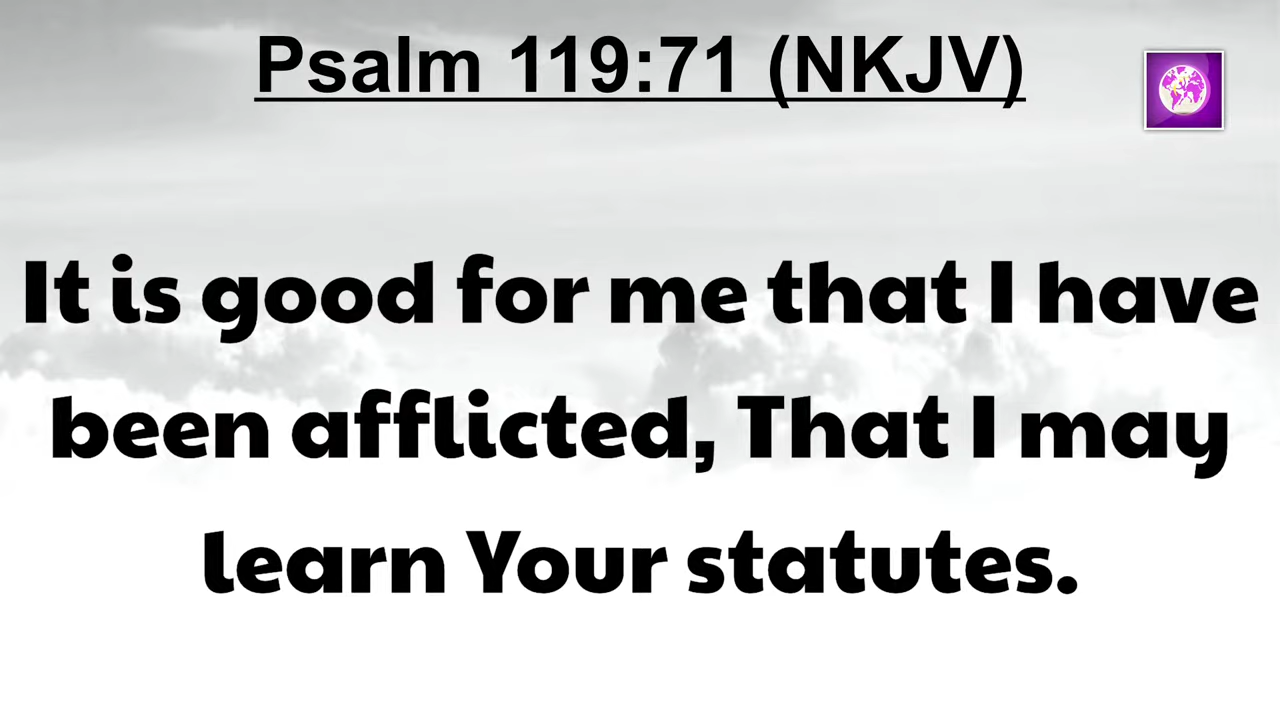 Psalm 119:71 (NKJV)
It is good for me that I have
been afflicted, That I may
learn Your statutes.